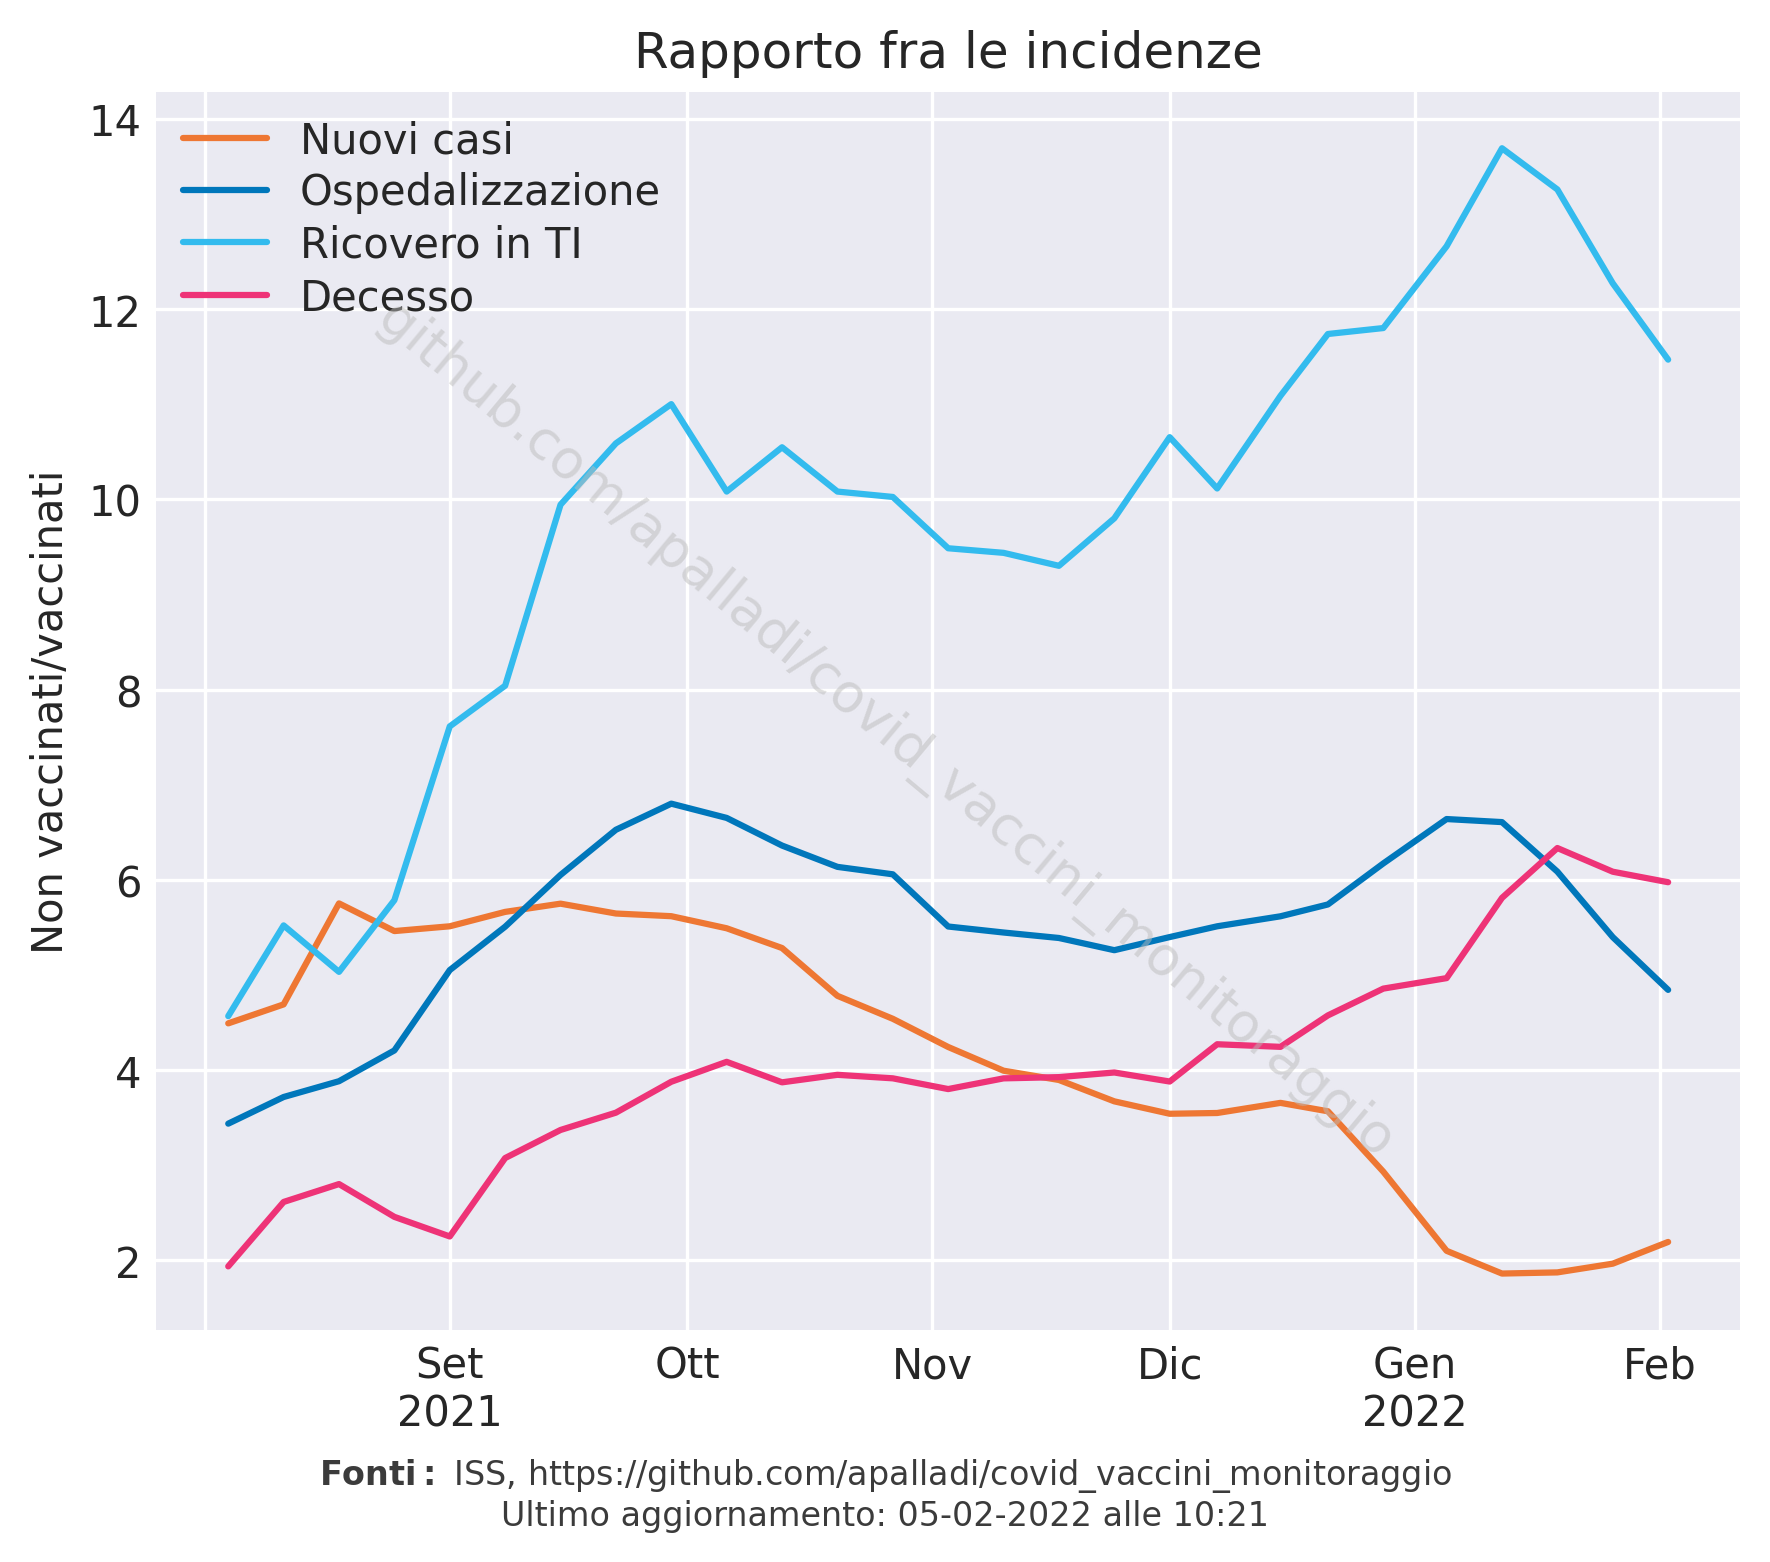 Rapporto fra le incidenze
14
12
10
8
6
4
2
Non vaccinati/vaccinati
Nuovi casi
Ospedalizzazione
Ricovero in TI
Decesso
github.com/apalladi/covid_vaccini_monitoraggio
Set Ott Nov Dic Gen Feb
2021 2022
Fonti: ISS, https://github.com/apalladi/covid_vaccini_monitoraggio
Ultimo aggiornamento: 05-02-2022 alle 10:21